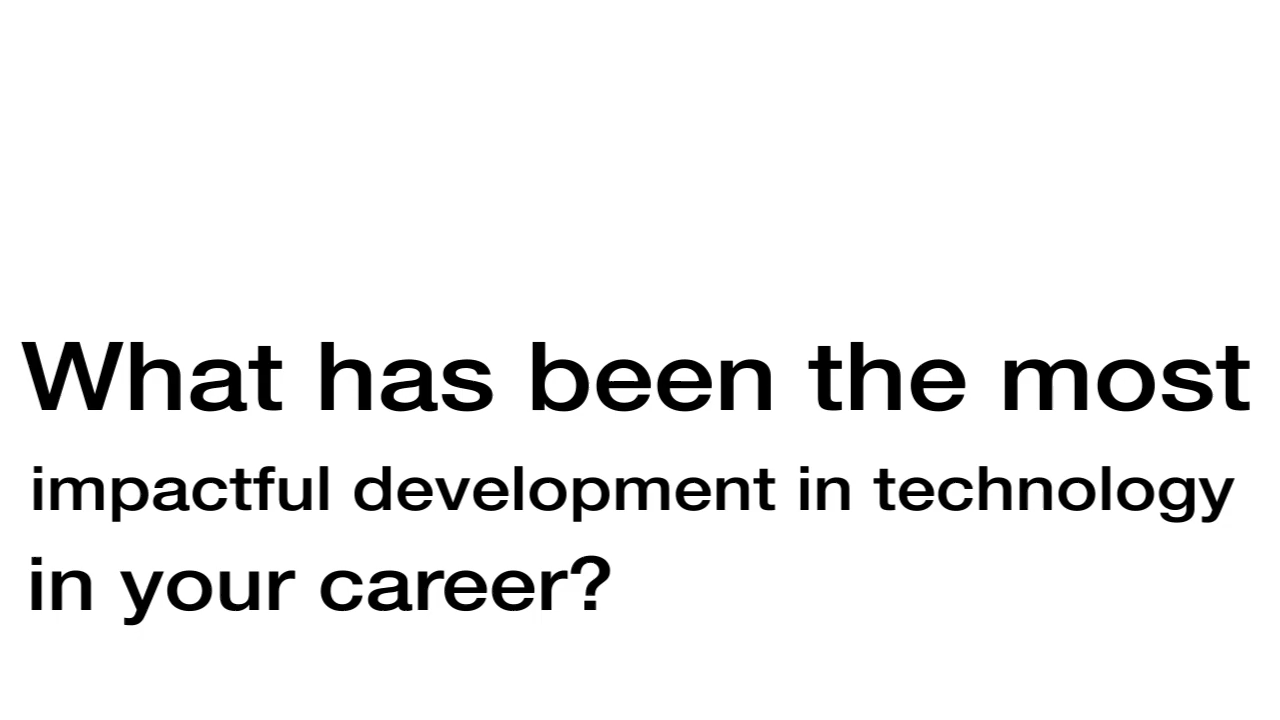 What has been the most
impactful development in technology
in your career?